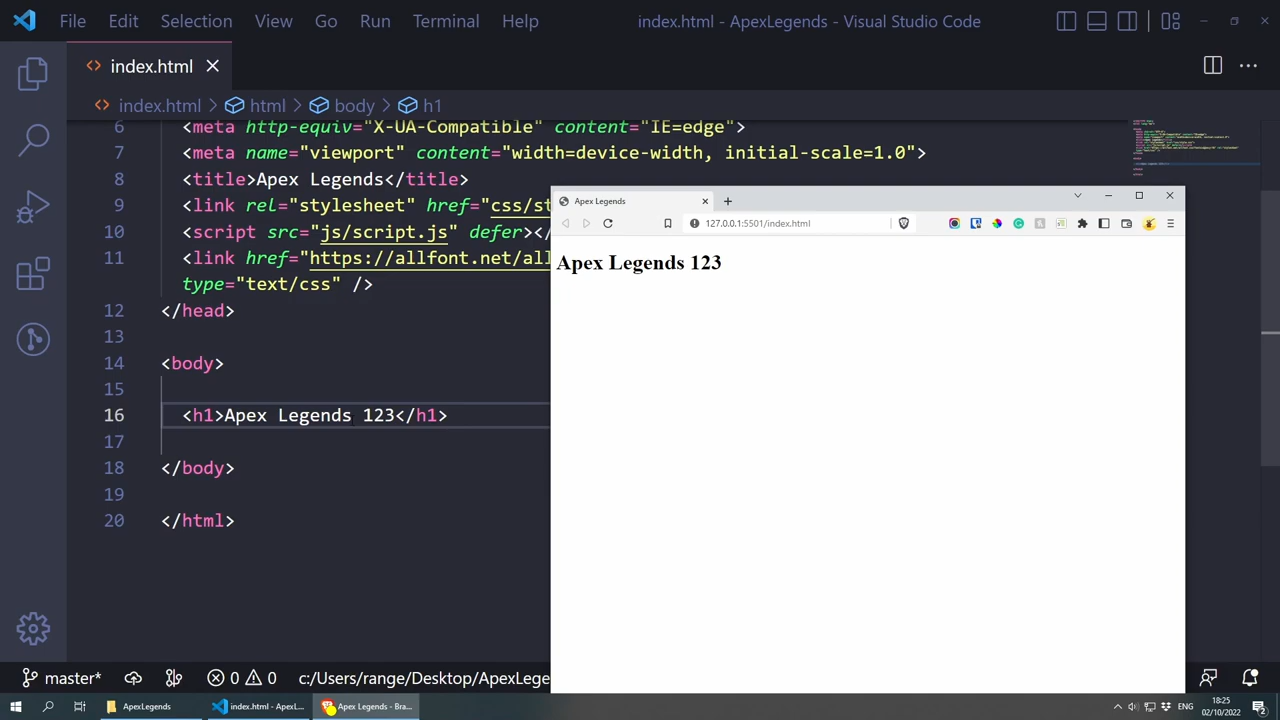 File Edit Selection View Go Run Terminal Help
index.html - ApexLegends - Visual Studio Code
index.html
index.html > html > body > h1
6 <meta http-equiv="X-UA-Compatible" content="IE=edge">
7 <meta name="viewport" content="width=device-width, initial-scale=1.0">
8 <title>Apex Legends</title>
9 <link rel="stylesheet" href="css/st
10 <script src="js/script.js" defer></
11 <link href="https://allfont.net/all
type="text/css" />
12 </head>
13
14 <body>
15
16 <h1>Apex Legends 123</h1>
17
18 </body>
19
20 </html>
Apex Legends
127.0.0.1:5501/index.html
Apex Legends 123
master* 0 0 c:/Users/range/Desktop/ApexLege
ApexLegends
index.html - ApexL...
Apex Legends - Bra...
ENG
18:25
02/10/2022
2